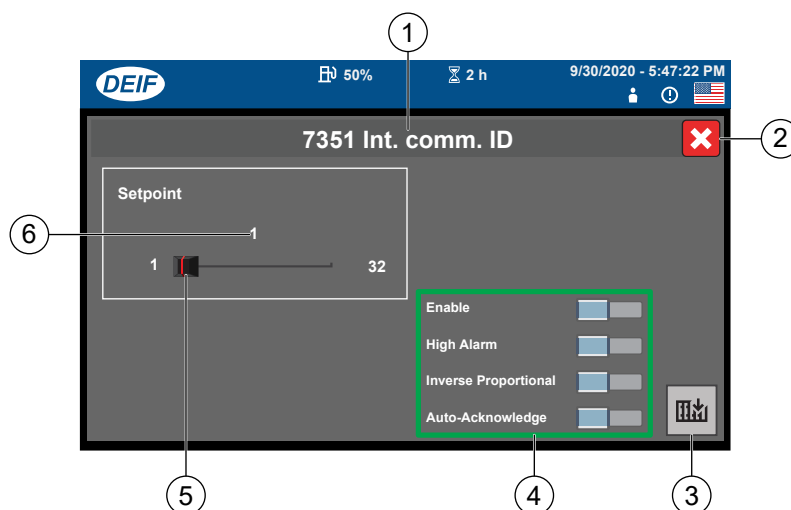 1
DEIF
50%
2 h
9/30/2020 - 5:47:22 PM
7351 Int. comm. ID
2
Setpoint
6
1
1
32
Enable
High Alarm
Inverse Proportional
Auto-Acknowledge
5
4
3